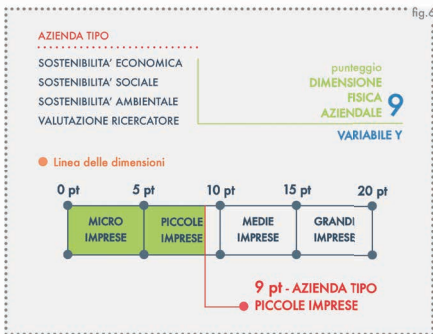 fig.6
AZIENDA TIPO
SOSTENIBILITA' ECONOMICA
SOSTENIBILITA' SOCIALE
SOSTENIBILITA' AMBIENTALE
VALUTAZIONE RICERCATORE
punteggio
DIMENSIONE
FISICA
AZIENDALE
9
VARIABILE Y
Linea delle dimensioni
0 pt 5 pt 10 pt 15 pt 20 pt
MICRO IMPRESE
PICCOLE IMPRESE
MEDIE IMPRESE
GRANDI IMPRESE
9 pt - AZIENDA TIPO
PICCOLE IMPRESE